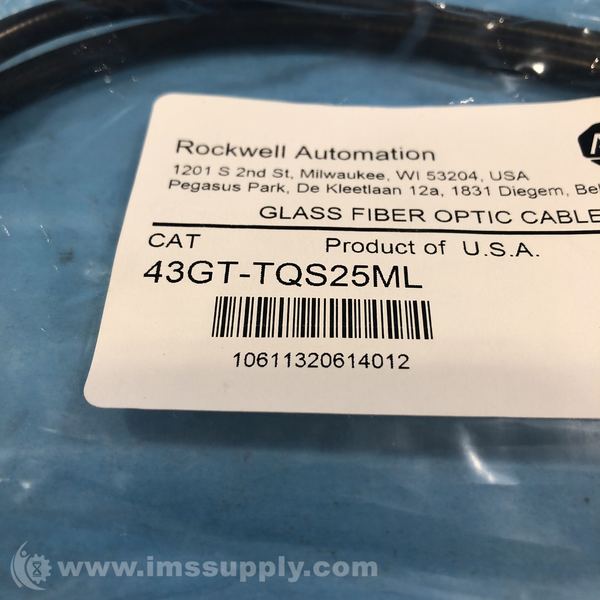 Rockwell Automation
1201 S 2nd St, Milwaukee, WI 53204, USA
Pegasus Park, De Kleetlaan 12a, 1831 Diegem,
GLASS FIBER OPTIC CABLE
CAT
Product of U.S.A.
43GT-TQS25ML
10611320614012
www.imssupply.com